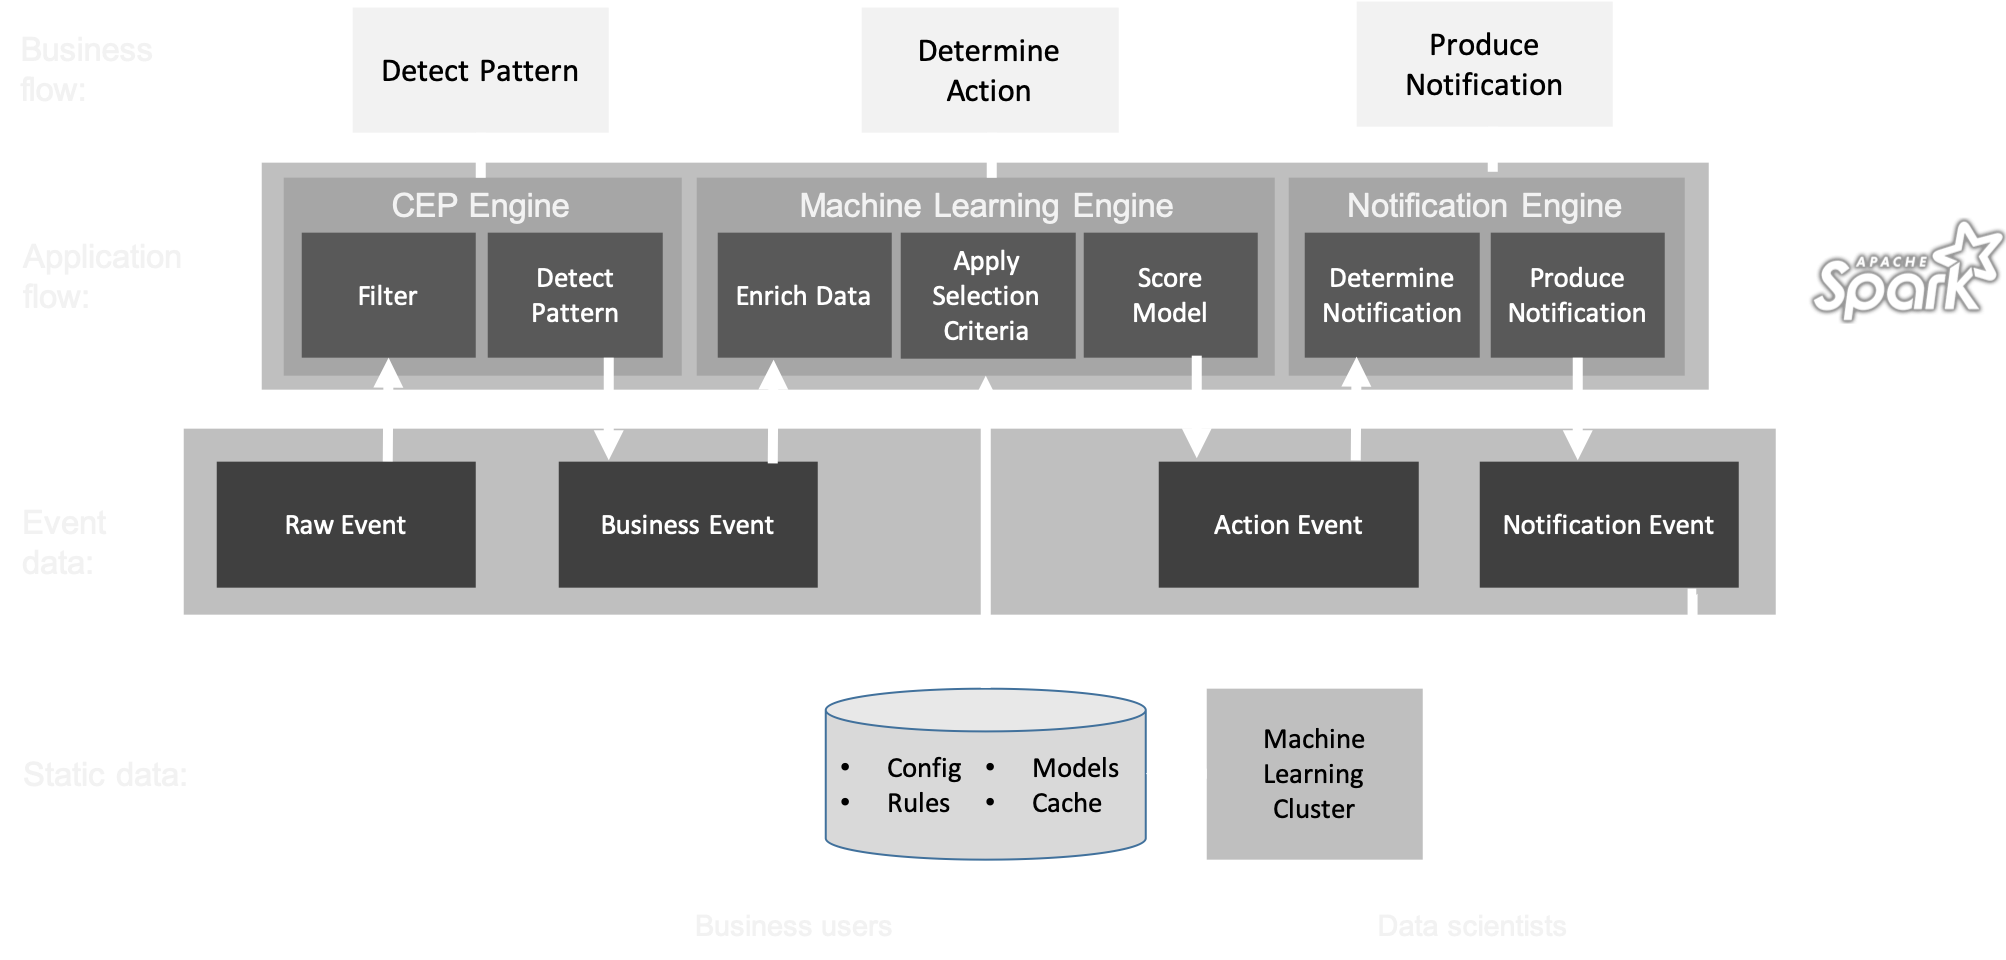 Business
flow:
Detect Pattern
Determine
Action
Produce
Notification
Application
flow:
CEP Engine
Filter
Detect
Pattern
Machine Learning Engine
Enrich Data
Apply
Selection
Criteria
Score
Model
Notification Engine
Determine
Notification
Produce
Notification
APACHE
Spark
Event
data:
Raw Event
Business Event
Action Event
Notification Event
Static data:
• Config
• Rules
• Models
• Cache
Machine
Learning
Cluster
Business users
Data scientists